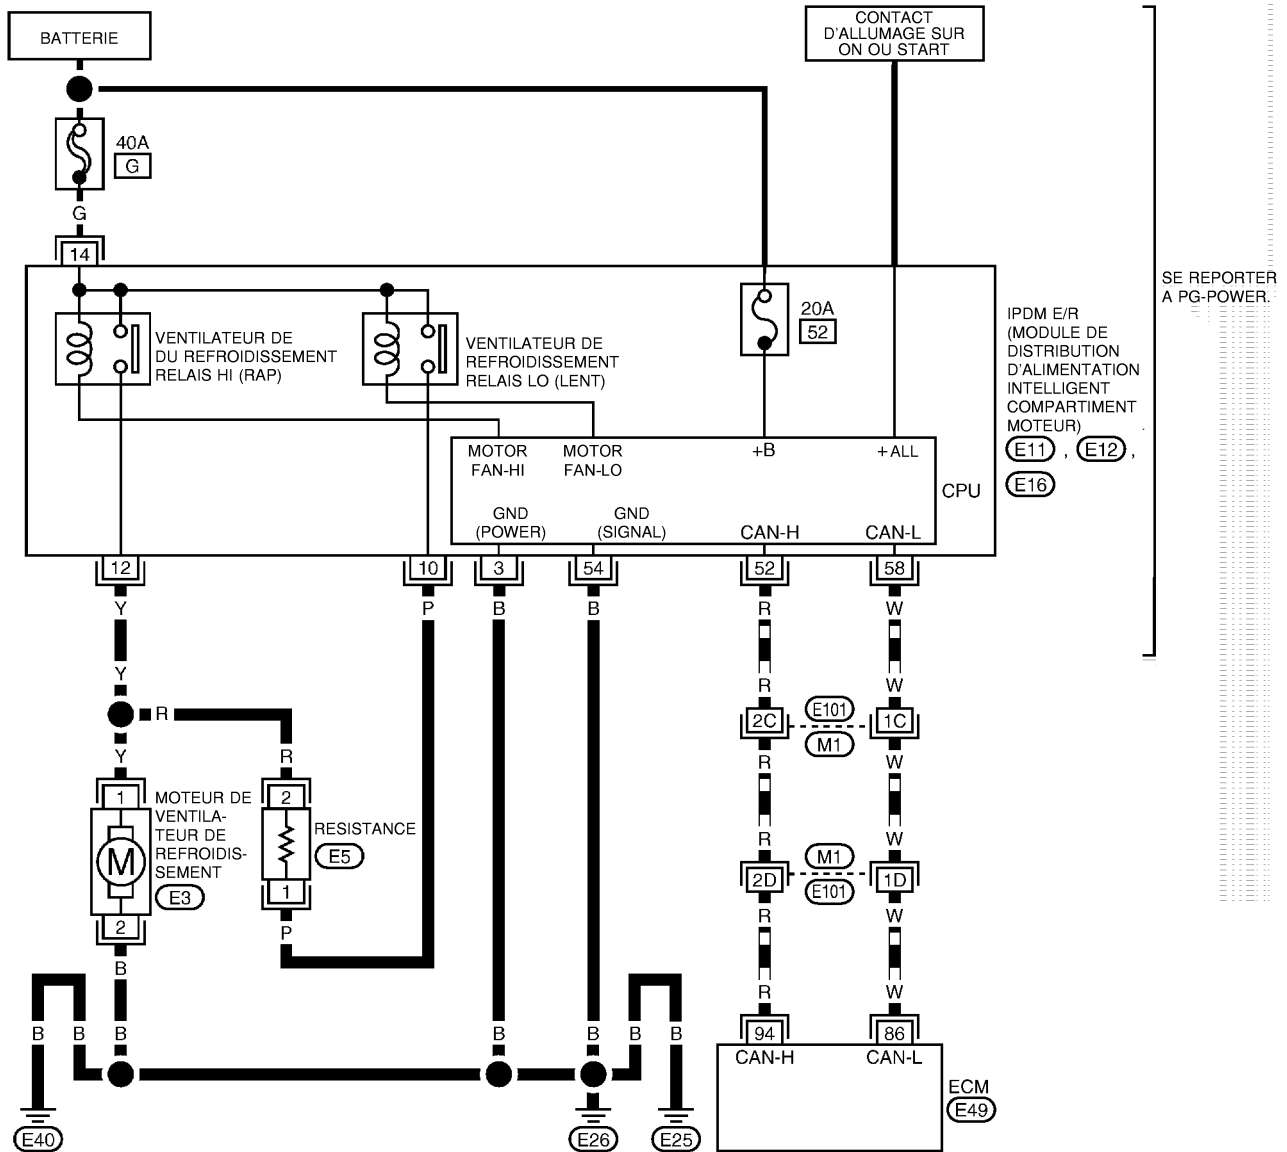 BATTERIE
CONTACT
D'ALLUMAGE SUR
ON OU START
40A
G
G
14
SE REPORTER
A PG-POWER.
20A
52
VENTILATEUR DE
DU REFROIDISSEMENT
RELAIS HI (RAP)
VENTILATEUR DE
REFROIDISSEMENT
RELAIS LO (LENT)
IPDM E/R
(MODULE DE
DISTRIBUTION
D'ALIMENTATION
INTELLIGENT
COMPARTIMENT
MOTEUR)
E11 , E12 ,
E16
MOTOR
FAN-HI
MOTOR
FAN-LO
+B
+ALL
CPU
GND
(POWER)
GND
(SIGNAL)
CAN-H
CAN-L
12
10
3
54
52
58
Y
P
B
B
R
W
Y
R
W
R
2C
E101
M1
1C
Y
R
R
W
1
2
MOTEUR DE
VENTILA-
TEUR DE
REFROIDIS-
SEMENT
E3
M
RESISTANCE
E5
R
W
2D
M1
E101
1D
1
2
P
R
W
B
R
W
B
B
B
B
B
B
B
94
86
CAN-H
CAN-L
ECM
E49
E40
E26
E25